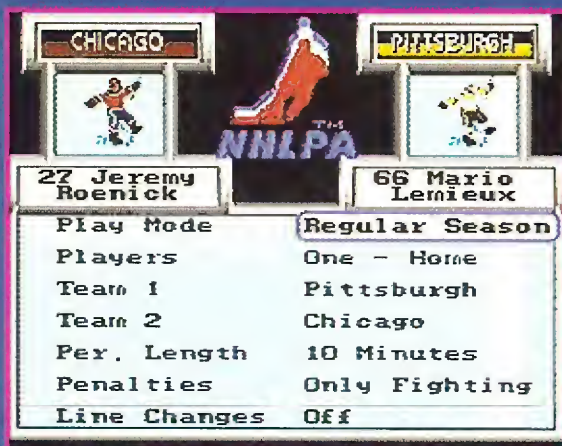 CHICAGO
PITTSBURGH
TM
NHLPA
27 Jeremy Roenick
66 Mario Lemieux
Play Mode Regular Season
Players One - Home
Team 1 Pittsburgh
Team 2 Chicago
Per. Length 10 Minutes
Penalties Only Fighting
Line Changes Off